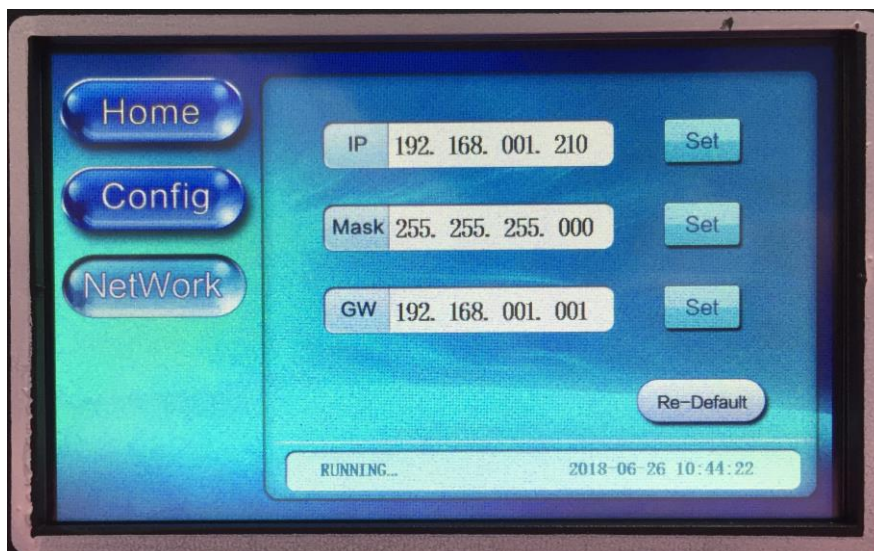 Home
Config
NetWork
IP 192. 168. 001. 210 Set
Mask 255. 255. 255. 000 Set
GW 192. 168. 001. 001 Set
Re-Default
RUNNING... 2018-06-26 10:44:22